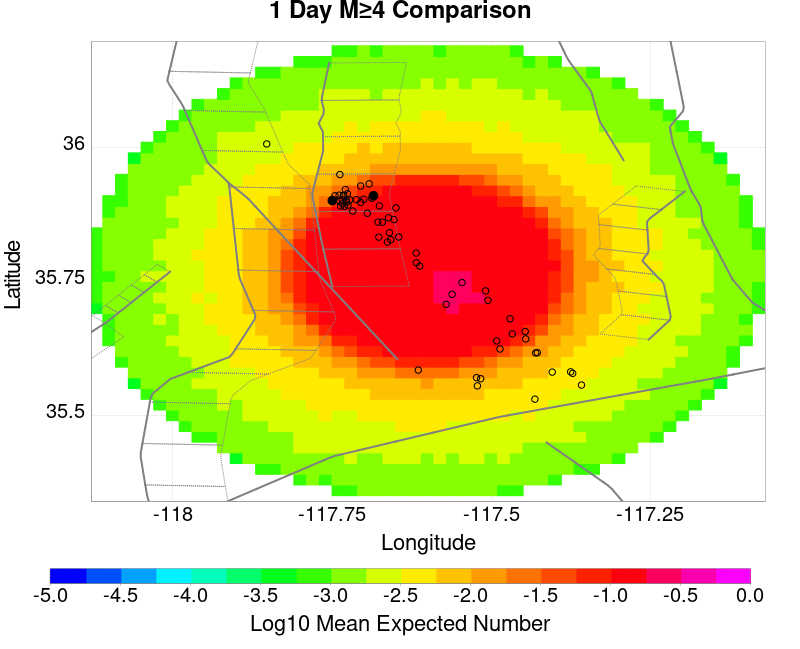 1 Day M≥4 Comparison
36
35.75
35.5
Latitude
-118 -117.75 -117.5 -117.25
Longitude
-5.0 -4.5 -4.0 -3.5 -3.0 -2.5 -2.0 -1.5 -1.0 -0.5 0.0
Log10 Mean Expected Number